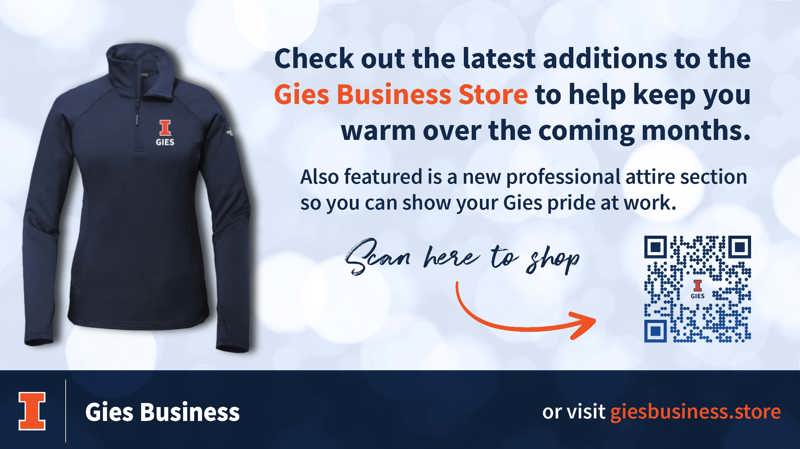 Check out the latest additions to the
Gies Business Store to help keep you
warm over the coming months.
Also featured is a new professional attire section
so you can show your Gies pride at work.
Scan here to shop
I
GIES
I
GIES
I
Gies Business
or visit giesbusiness.store